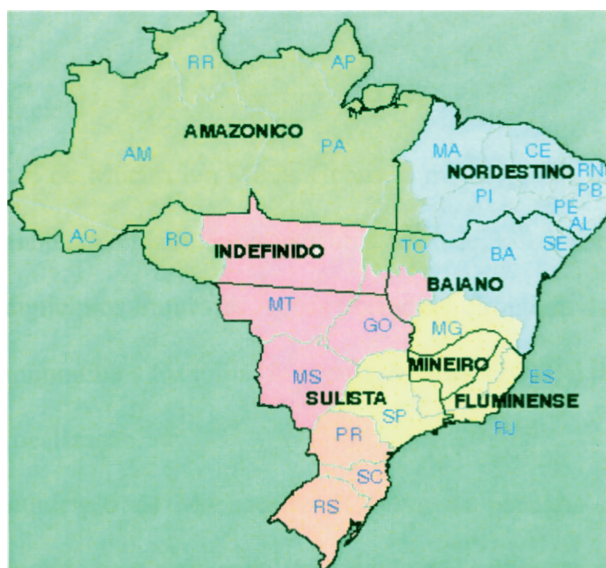 RR
AP
AMAZONICO
AM
PA
MA
CE
RN
NORDESTINO
PB
PI
PE
AL
AC
RO
TO
SE
INDEFINIDO
BA
BAIANO
MT
GO
MG
MINEIRO
MS
ES
SULISTA
FLUMINENSE
SP
RJ
PR
SC
RS